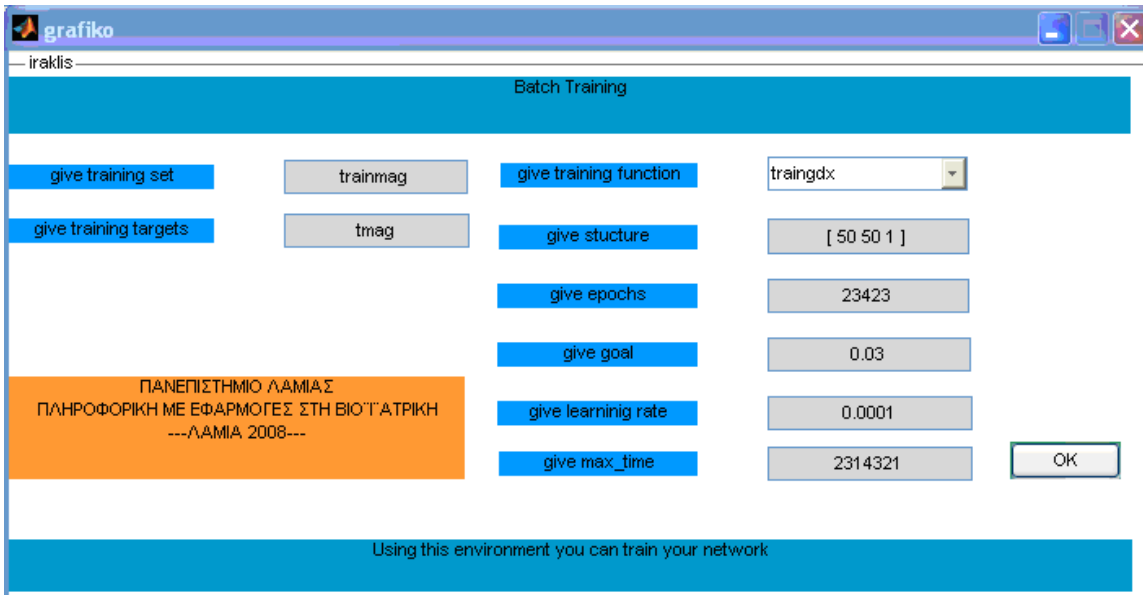 grafiko
iraklis
Batch Training
give training set
trainmag
give training function
traingdx
give training targets
tmag
give stucture
[ 50 50 1 ]
give epochs
23423
give goal
0.03
ΠΑΝΕΠΙΣΤΗΜΙΟ ΛΑΜΙΑΣ
ΠΛΗΡΟΦΟΡΙΚΗ ΜΕ ΕΦΑΡΜΟΓΕΣ ΣΤΗ ΒΙΟ¨Ι¨ΑΤΡΙΚΗ
---ΛΑΜΙΑ 2008---
give learninig rate
0.0001
give max_time
2314321
OK
Using this environment you can train your network